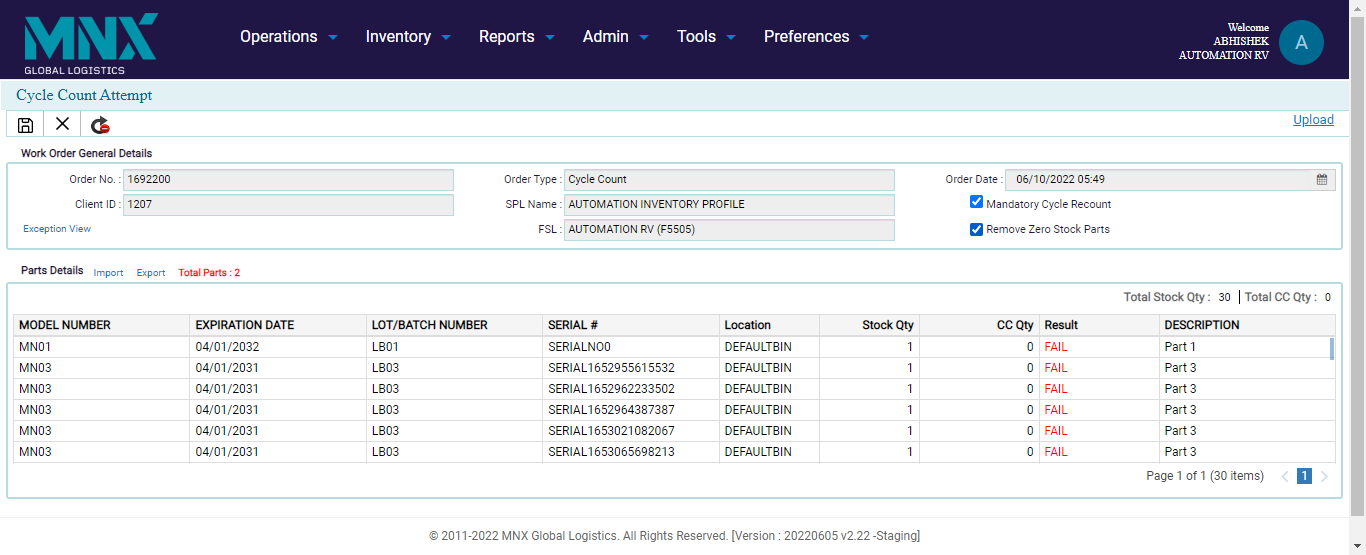 MNX
GLOBAL LOGISTICS
Operations Inventory Reports Admin Tools Preferences
Welcome
ABHISHEK
AUTOMATION RV
A
Cycle Count Attempt
Upload
Work Order General Details
Order No. : 1692200 Order Type : Cycle Count Order Date : 06/10/2022 05:49
Client ID : 1207 SPL Name : AUTOMATION INVENTORY PROFILE Mandatory Cycle Recount
Exception View FSL : AUTOMATION RV (F5505) Remove Zero Stock Parts
Parts Details Import Export Total Parts : 2
Total Stock Qty : 30 Total CC Qty : 0
MODEL NUMBER EXPIRATION DATE LOT/BATCH NUMBER SERIAL # Location Stock Qty CC Qty Result DESCRIPTION
MN01 04/01/2032 LB01 SERIALNO0 DEFAULTBIN 1 0 FAIL Part 1
MN03 04/01/2031 LB03 SERIAL1652955615532 DEFAULTBIN 1 0 FAIL Part 3
MN03 04/01/2031 LB03 SERIAL1652962233502 DEFAULTBIN 1 0 FAIL Part 3
MN03 04/01/2031 LB03 SERIAL1652964387387 DEFAULTBIN 1 0 FAIL Part 3
MN03 04/01/2031 LB03 SERIAL1653021082067 DEFAULTBIN 1 0 FAIL Part 3
MN03 04/01/2031 LB03 SERIAL1653065698213 DEFAULTBIN 1 0 FAIL Part 3
Page 1 of 1 (30 items) 1
© 2011-2022 MNX Global Logistics. All Rights Reserved. [Version : 20220605 v2.22 -Staging]